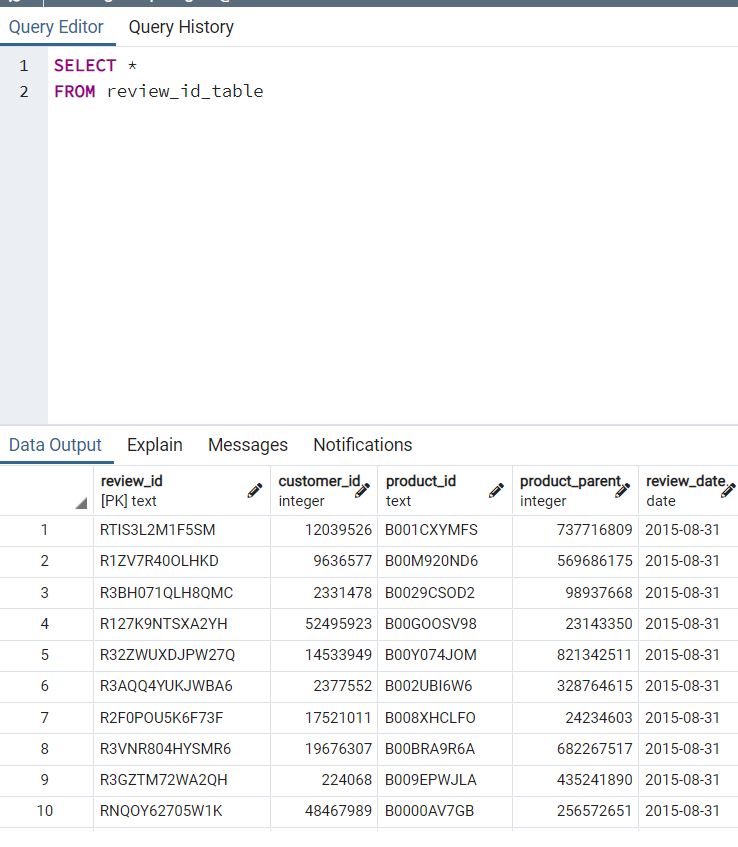 Query Editor Query History
1 SELECT *
2 FROM review_id_table
Data Output Explain Messages Notifications
review_id customer_id product_id product_parent review_date
[PK] text integer text integer date
1 RTIS3L2M1F5SM 12039526 B001CXYMFS 737716809 2015-08-31
2 R1ZV7R40OLHKD 9636577 B00M920ND6 569686175 2015-08-31
3 R3BH071QLH8QMC 2331478 B0029CSOD2 98937668 2015-08-31
4 R127K9NTSXA2YH 52495923 B00GOOSV98 23143350 2015-08-31
5 R32ZWUXDJPW27Q 14533949 B00Y074JOM 821342511 2015-08-31
6 R3AQQ4YUKJWBA6 2377552 B002UBI6W6 328764615 2015-08-31
7 R2F0POU5K6F73F 17521011 B008XHCLFO 24234603 2015-08-31
8 R3VNR804HYSMR6 19676307 B00BRA9R6A 682267517 2015-08-31
9 R3GZTM72WA2QH 224068 B009EPWJLA 435241890 2015-08-31
10 RNQOY62705W1K 48467989 B0000AV7GB 256572651 2015-08-31